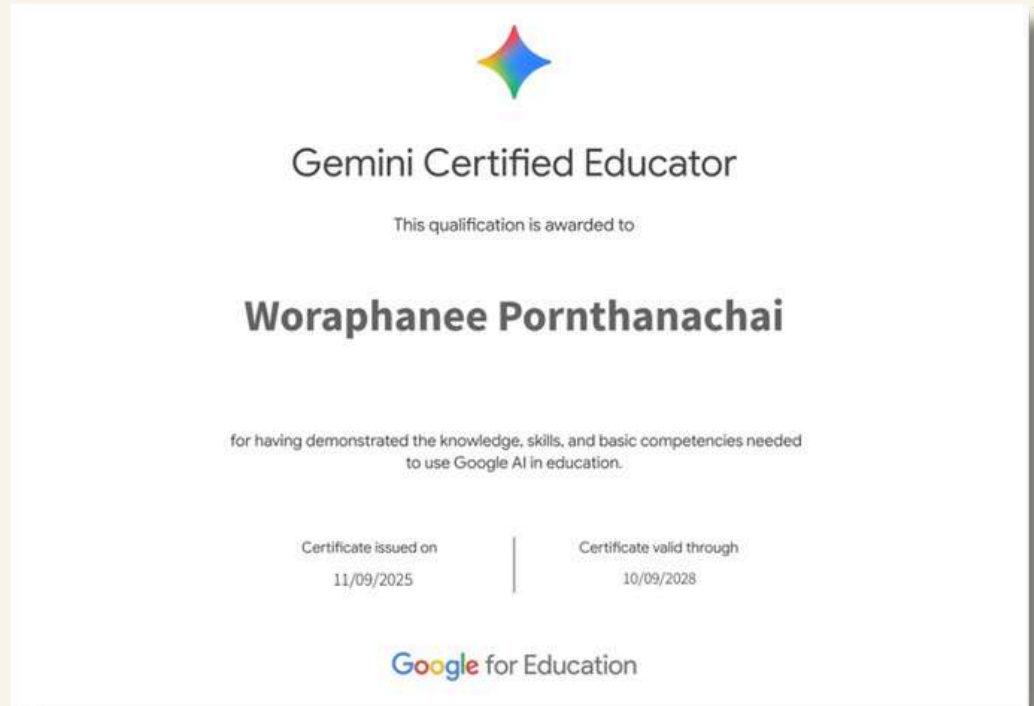 Gemini Certified Educator
This qualification is awarded to
Woraphanee Pornthanachai
for having demonstrated the knowledge, skills, and basic competencies needed
to use Google AI in education.
Certificate issued on
11/09/2025
Certificate valid through
10/09/2028
Google for Education